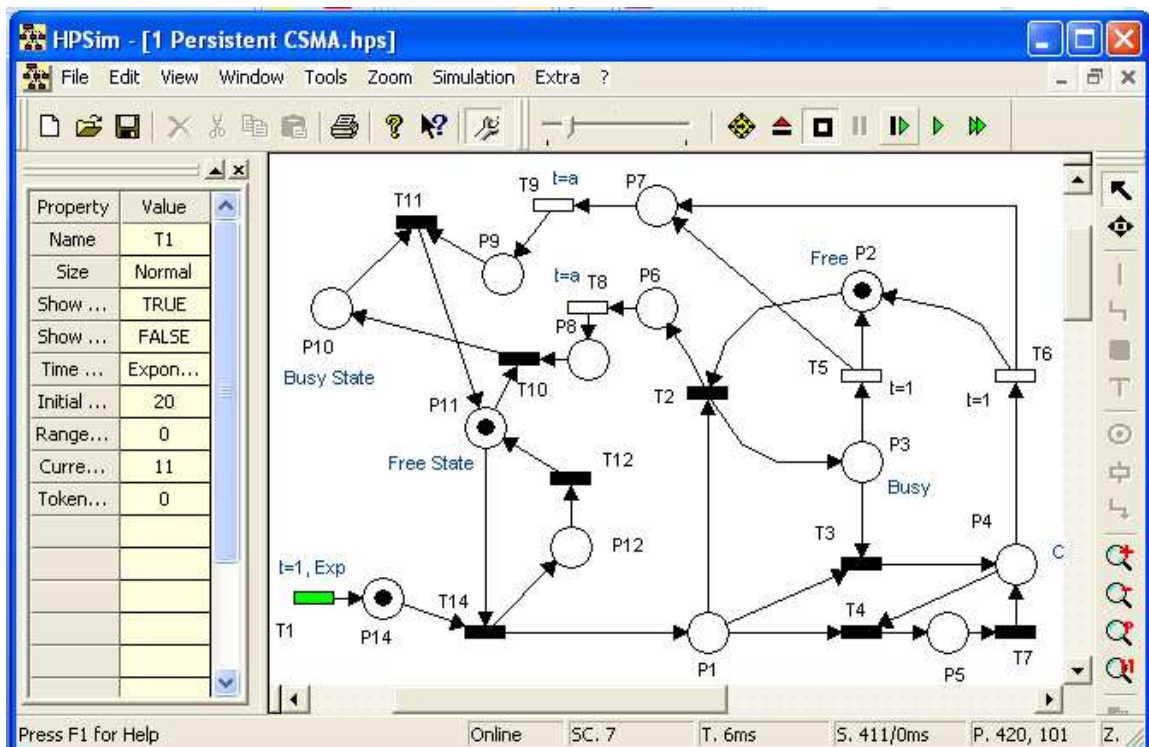 HPSim - [1 Persistent CSMA.hps]
File Edit View Window Tools Zoom Simulation Extra ?
Property Value
Name T1
Size Normal
Show ... TRUE
Show ... FALSE
Time ... Expon...
Initial ... 20
Range... 0
Curre... 11
Token... 0
T11
T9
t=a
P7
P9
Free
P2
t=a
T8
P6
P8
P10
Busy State
T10
P11
Free State
T2
T5
t=1
T6
t=1
T12
P3
Busy
P12
T3
P4
C
t=1, Exp
T1
P14
T14
T4
P1
P5
T7
Press F1 for Help
Online
SC. 7
T. 6ms
S. 411/0ms
P. 420, 101
Z.